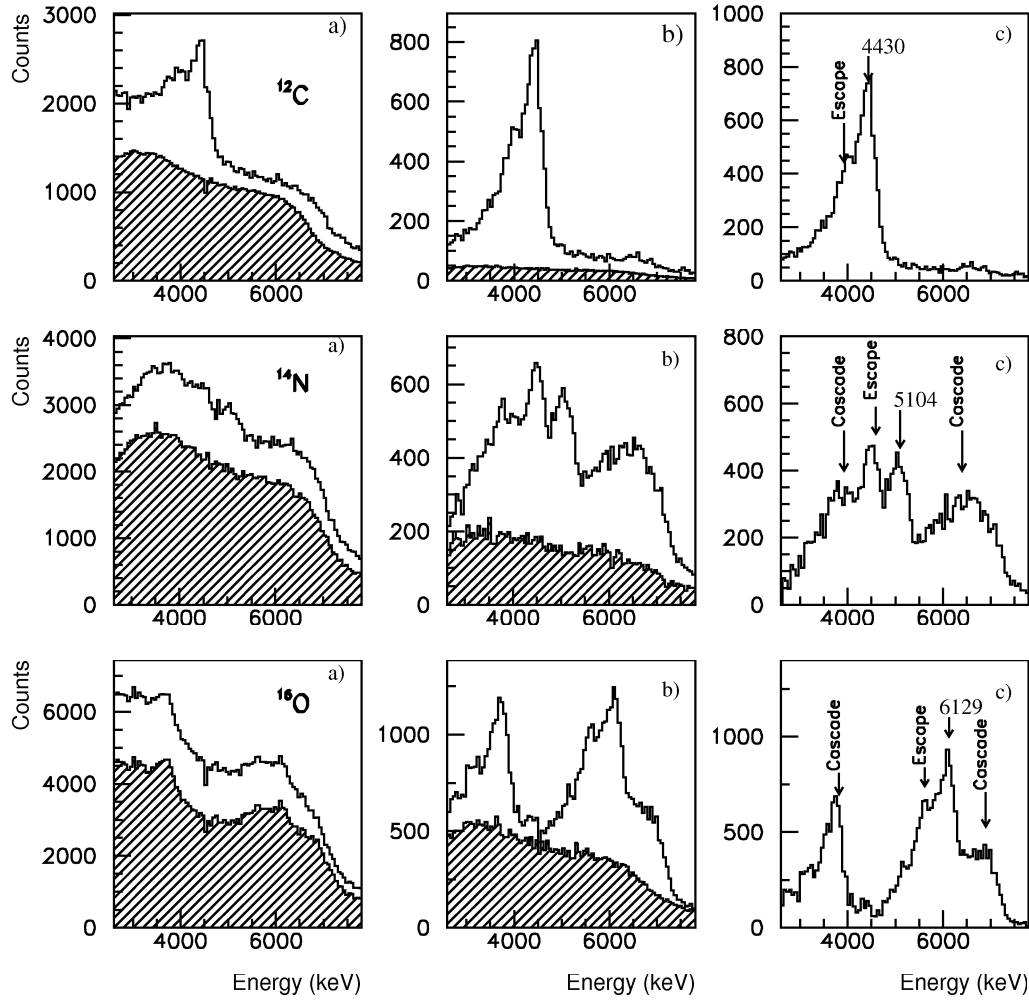 Counts
3000
2000
1000
0
4000
6000
a)
¹²C
800
600
400
200
0
4000
6000
b)
1000
800
600
400
200
0
4000
6000
c)
Escape
4430
Counts
4000
3000
2000
1000
0
4000
6000
a)
¹⁴N
600
400
200
0
4000
6000
b)
800
600
400
200
0
4000
6000
c)
Cascade
Escape
5104
Cascade
Counts
6000
4000
2000
0
4000
6000
a)
¹⁶O
1000
500
0
4000
6000
b)
1000
500
0
4000
6000
c)
Cascade
Escape
6129
Cascade
Energy (keV)
Energy (keV)
Energy (keV)